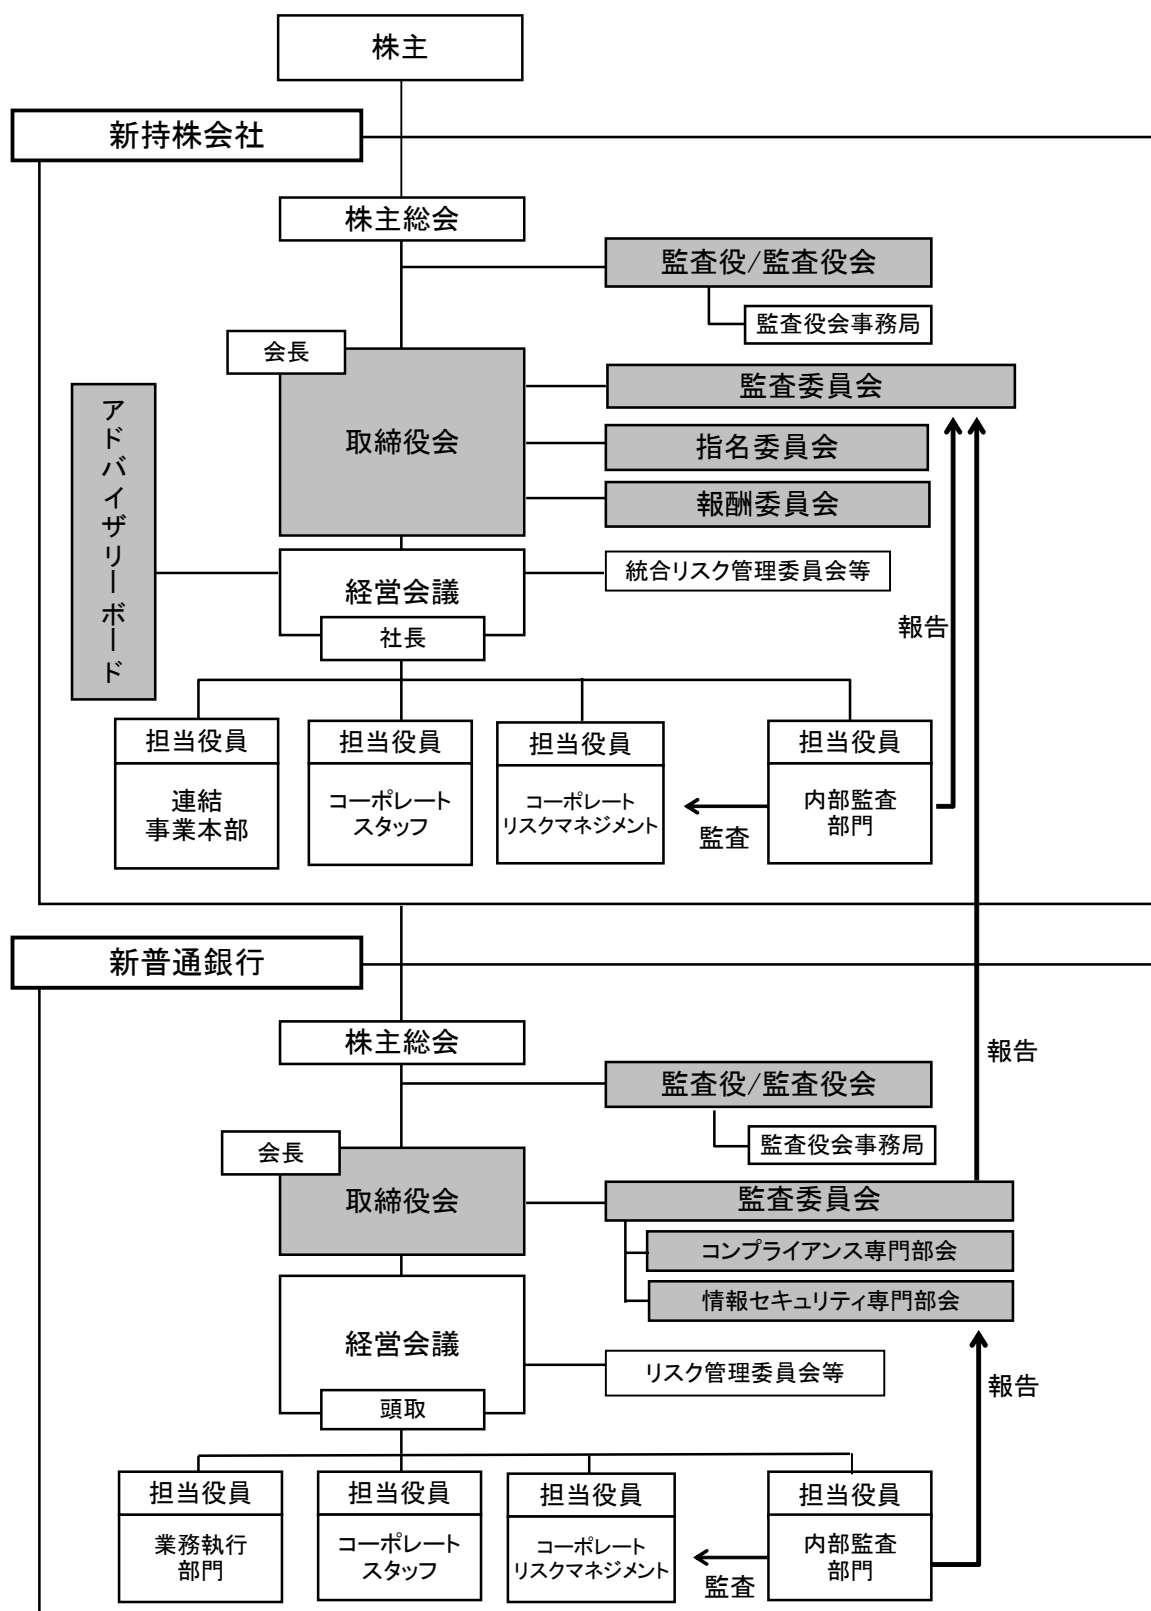 株主
新持株会社
株主総会
監査役/監査役会
監査役会事務局
会長
取締役会
監査委員会
指名委員会
報酬委員会
アドバイザリーボード
経営会議
社長
統合リスク管理委員会等
報告
担当役員
連結
事業本部
担当役員
コーポレート
スタッフ
担当役員
コーポレート
リスクマネジメント
監査
担当役員
内部監査
部門
新普通銀行
株主総会
報告
監査役/監査役会
監査役会事務局
会長
取締役会
監査委員会
コンプライアンス専門部会
情報セキュリティ専門部会
経営会議
頭取
リスク管理委員会等
報告
担当役員
業務執行
部門
担当役員
コーポレート
スタッフ
担当役員
コーポレート
リスクマネジメント
監査
担当役員
内部監査
部門